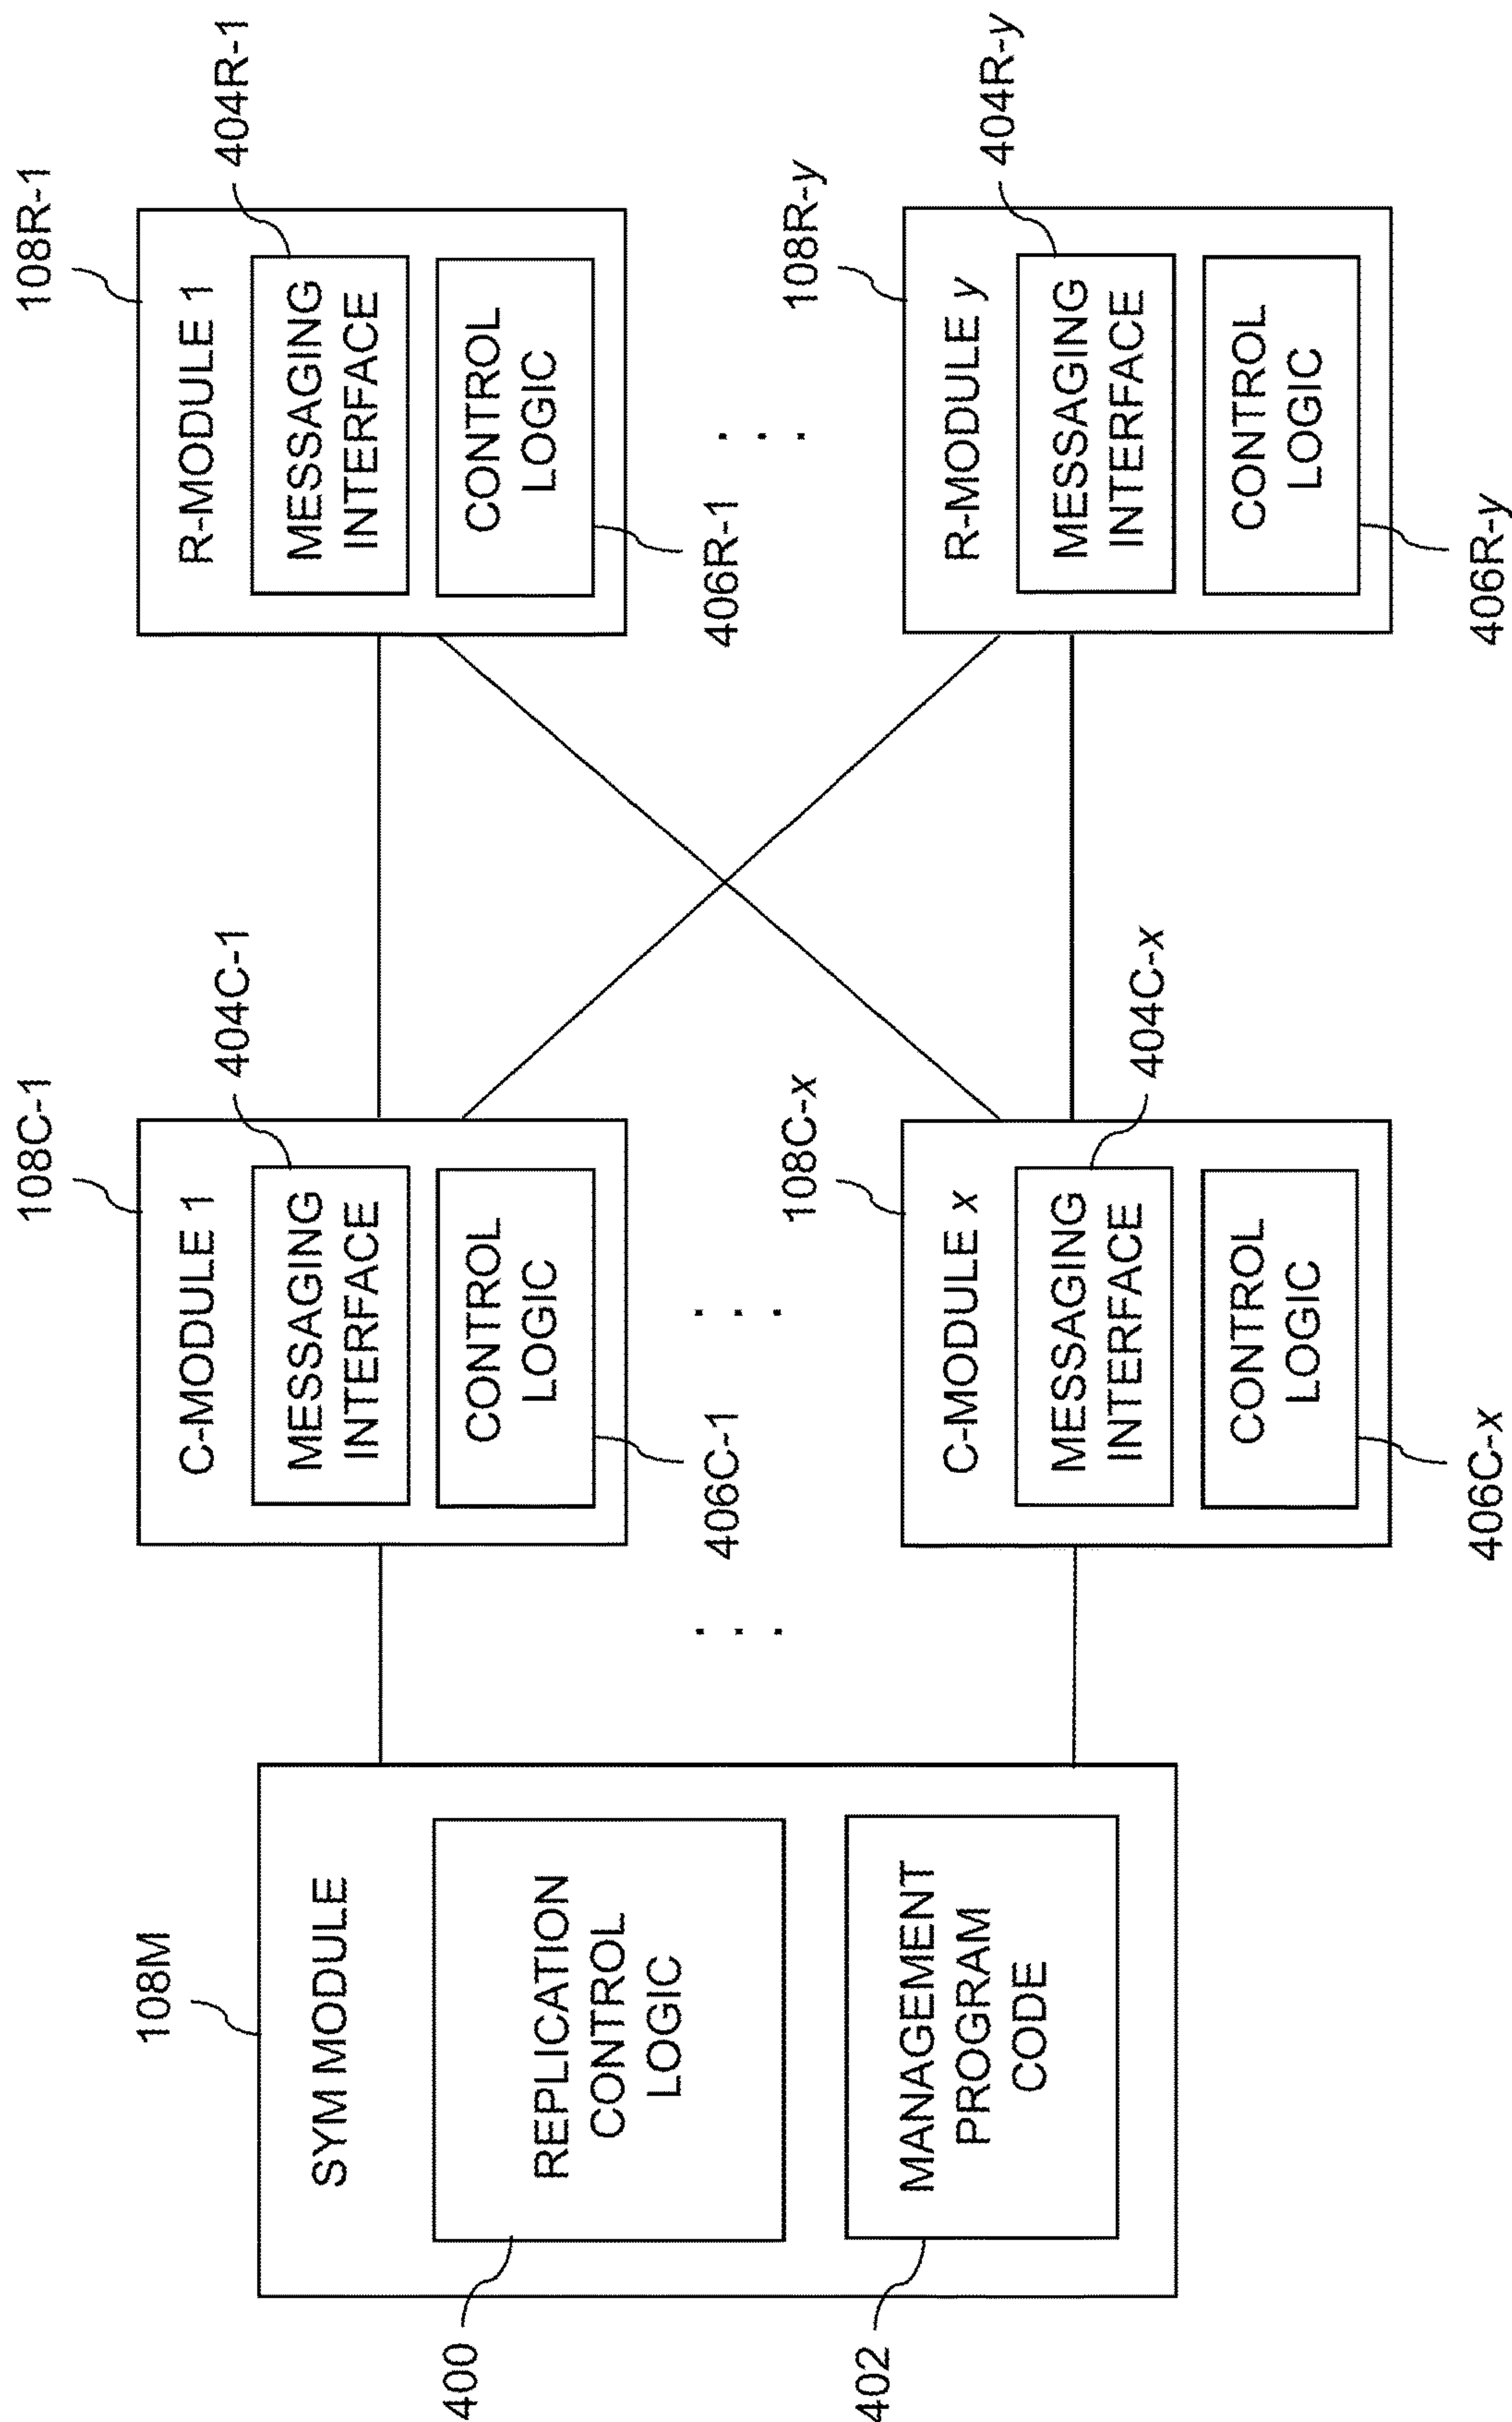 108M
SYM MODULE
REPLICATION
CONTROL
LOGIC
400
MANAGEMENT
PROGRAM
CODE
402
. . .
108C-1
C-MODULE 1
404C-1
MESSAGING
INTERFACE
CONTROL
LOGIC
406C-1
. . .
108C-x
C-MODULE x
404C-x
MESSAGING
INTERFACE
CONTROL
LOGIC
406C-x
108R-1
R-MODULE 1
404R-1
MESSAGING
INTERFACE
CONTROL
LOGIC
406R-1
. . .
108R-y
R-MODULE y
404R-y
MESSAGING
INTERFACE
CONTROL
LOGIC
406R-y